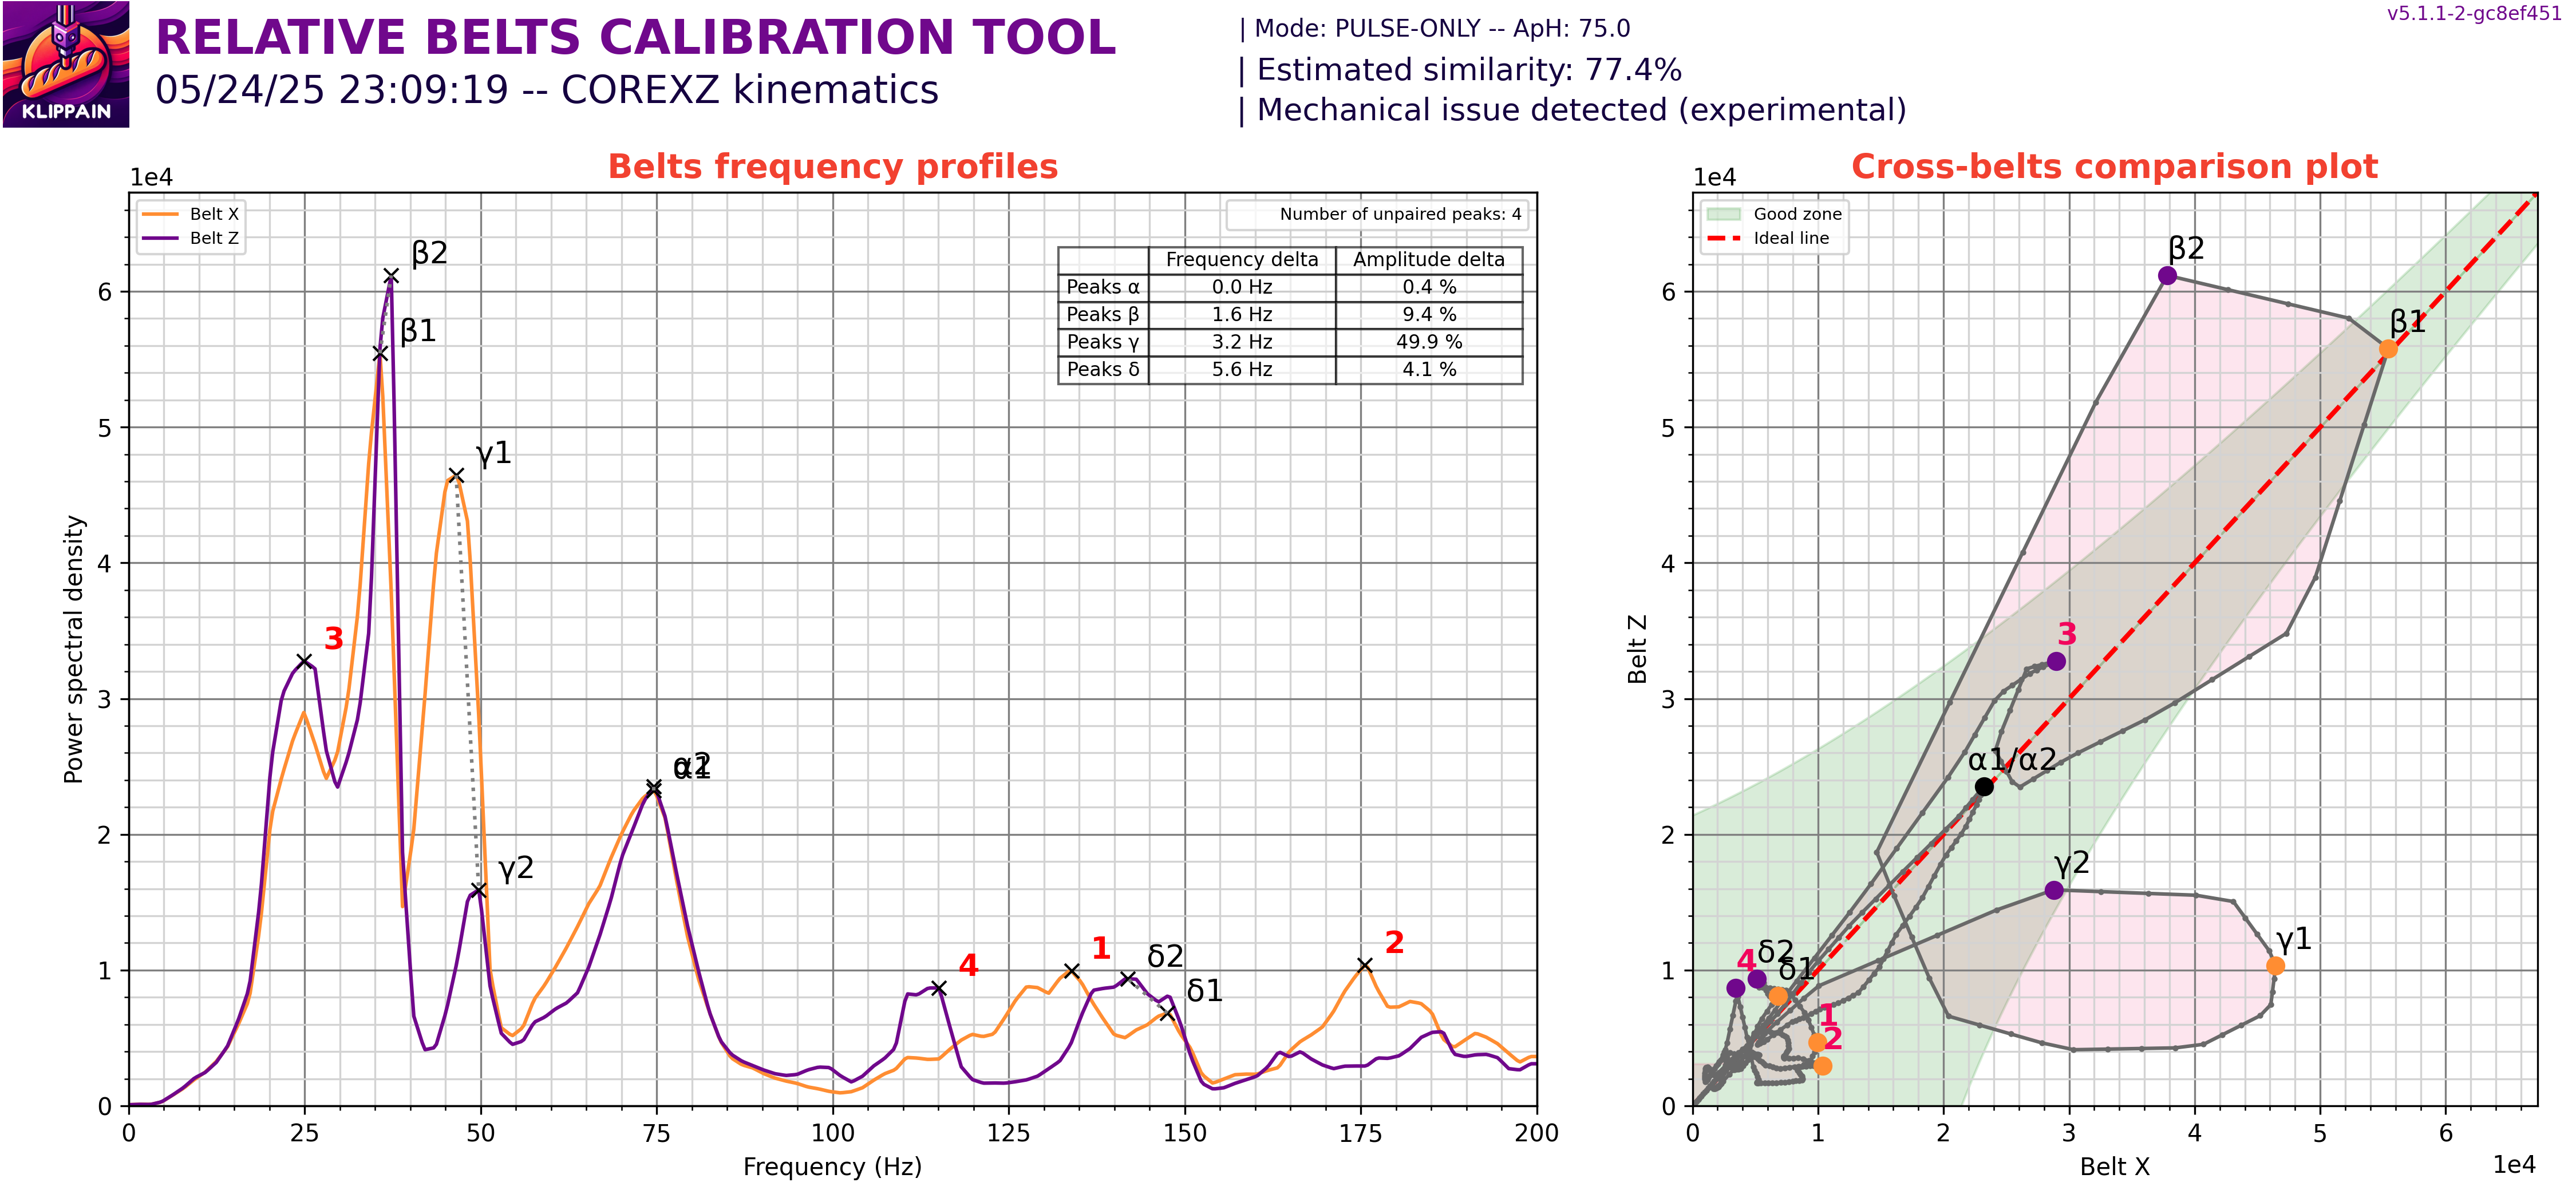 KLIPPAIN
RELATIVE BELTS CALIBRATION TOOL
05/24/25 23:09:19 -- COREXZ kinematics
| Mode: PULSE-ONLY -- ApH: 75.0
| Estimated similarity: 77.4%
| Mechanical issue detected (experimental)
v5.1.1-2-gc8ef451
Belts frequency profiles
1e4
Belt X
Belt Z
Number of unpaired peaks: 4
Frequency delta Amplitude delta
Peaks α 0.0 Hz 0.4 %
Peaks β 1.6 Hz 9.4 %
Peaks γ 3.2 Hz 49.9 %
Peaks δ 5.6 Hz 4.1 %
β2
β1
γ1
3
α2
α1
γ2
4
1
δ2
δ1
2
6
5
4
3
2
1
0
Power spectral density
0 25 50 75 100 125 150 175 200
Frequency (Hz)
Cross-belts comparison plot
1e4
Good zone
Ideal line
β2
β1
3
α1/α2
γ2
γ1
4
δ2
δ1
1
2
6
5
4
3
2
1
0
Belt Z
0 1 2 3 4 5 6
Belt X
1e4